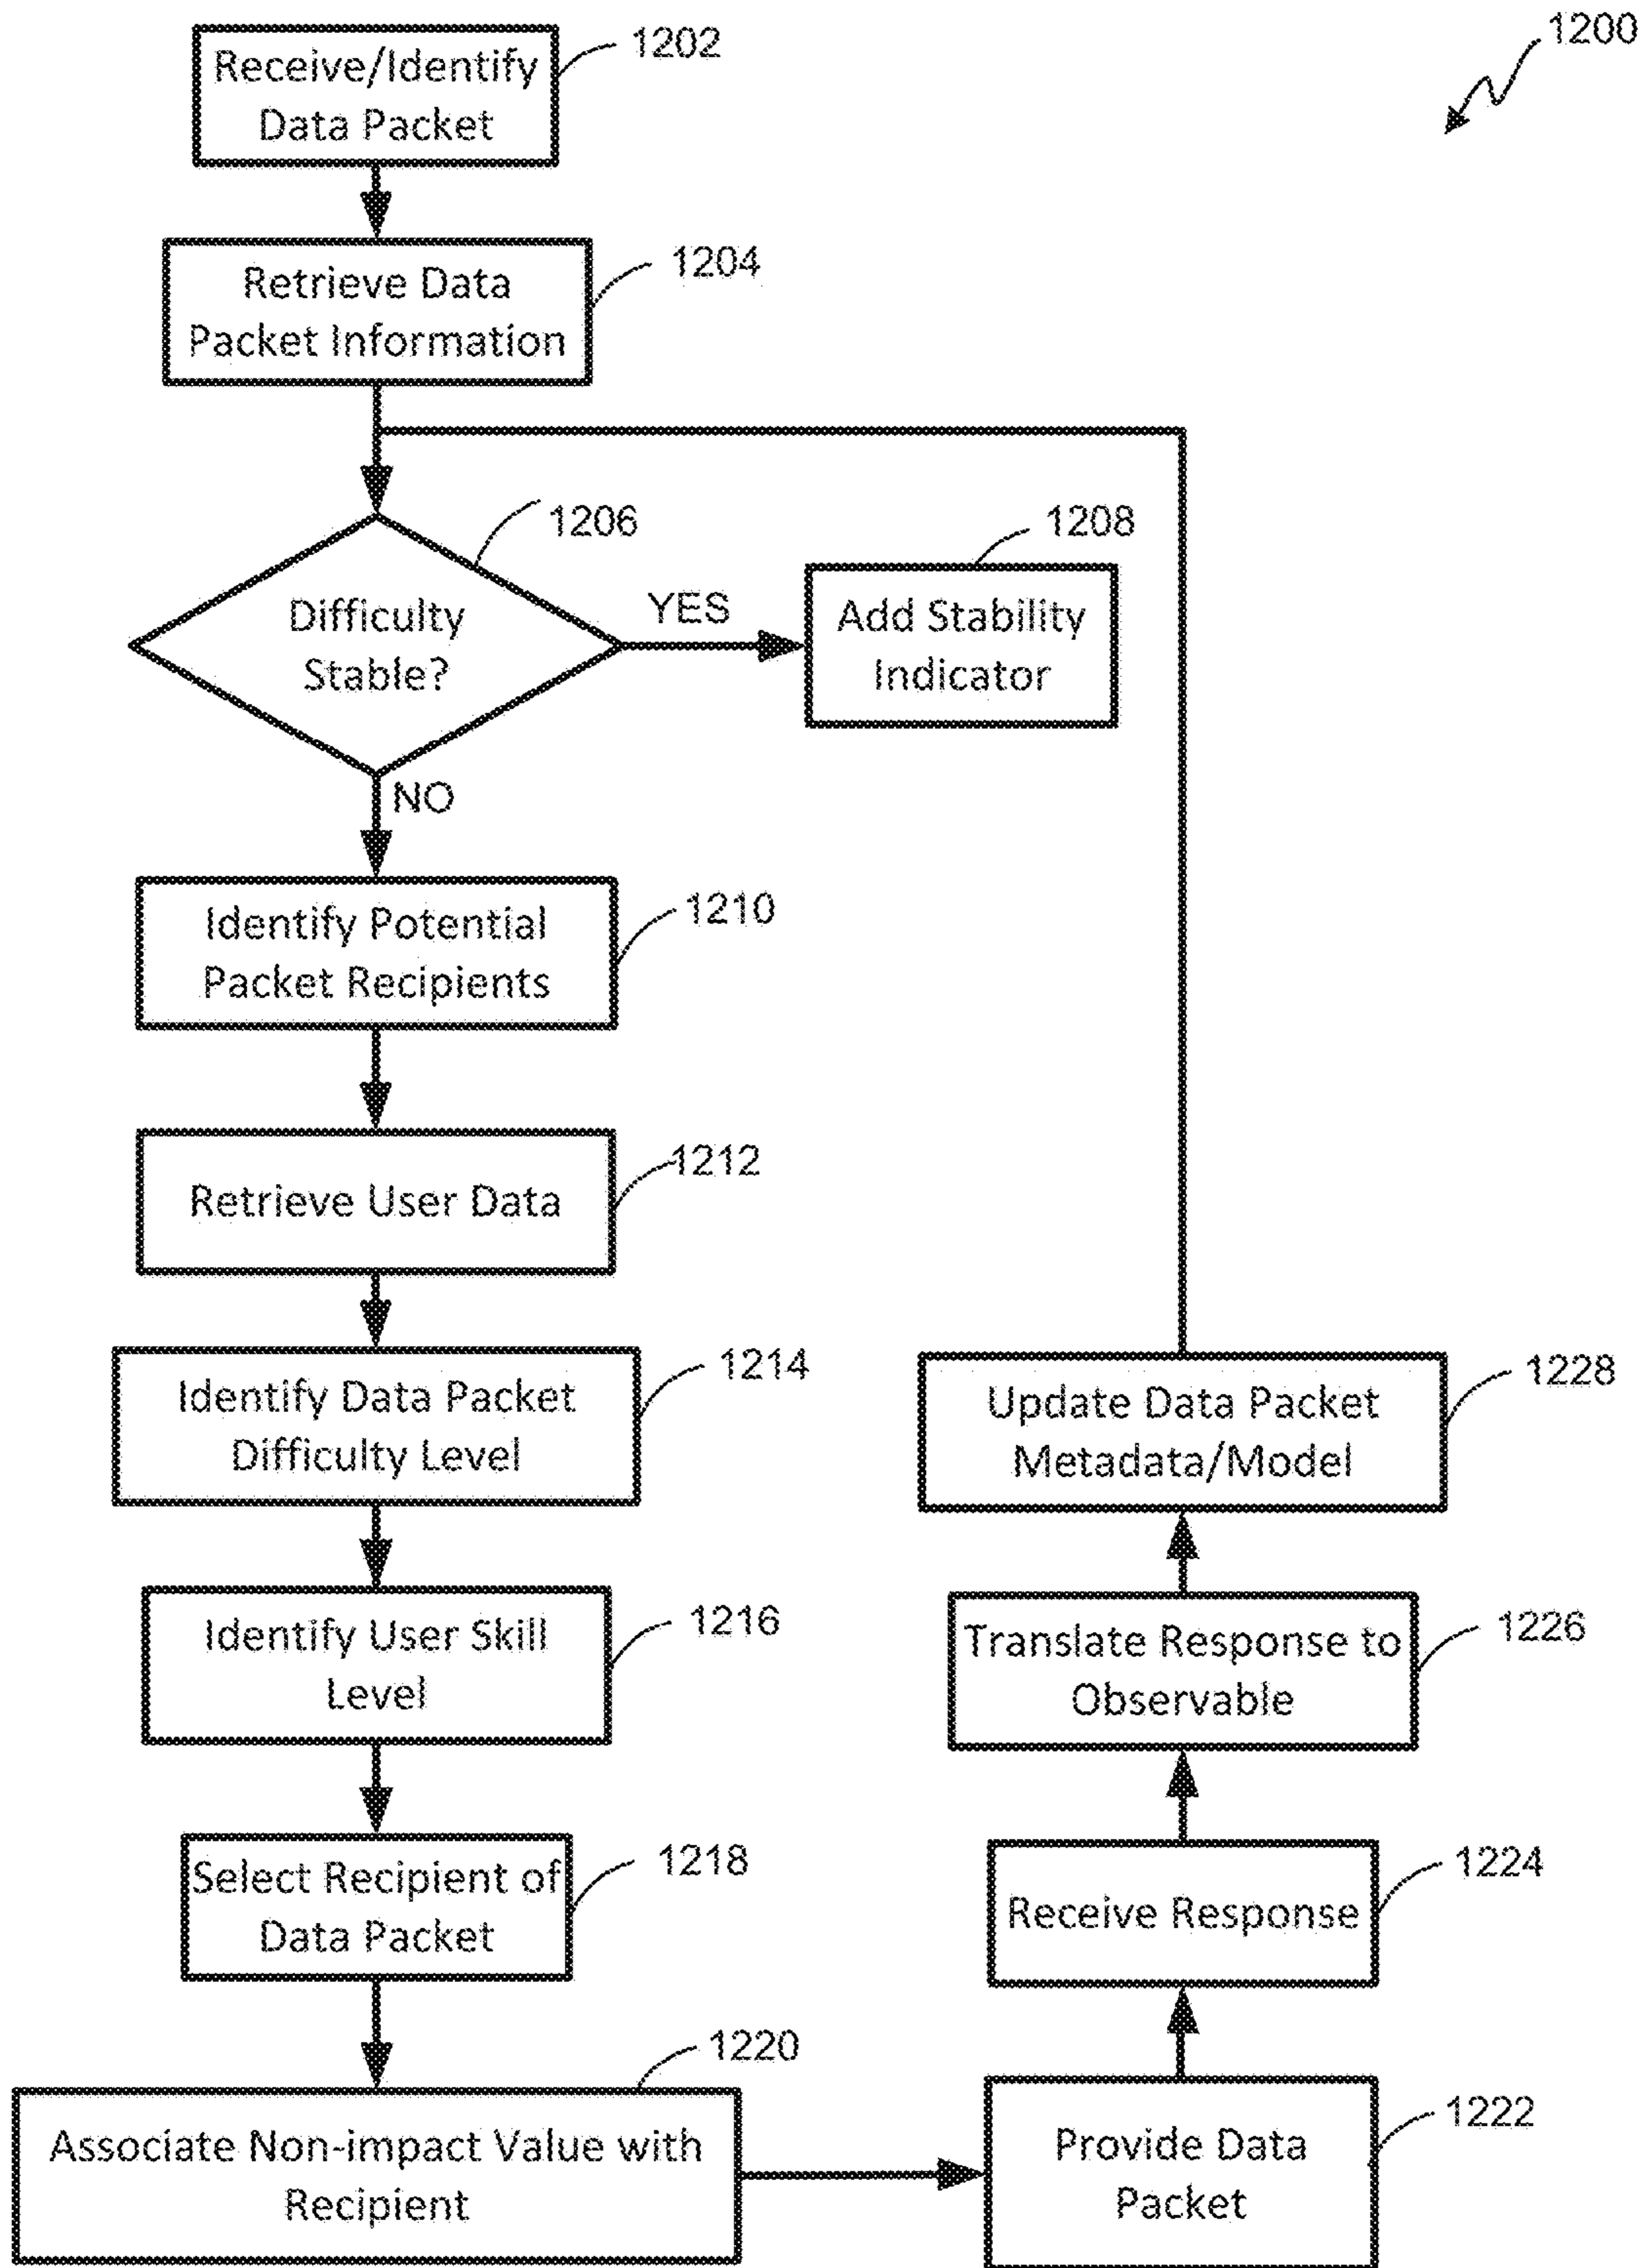 1200
Receive/Identify
Data Packet
1202
Retrieve Data
Packet Information
1204
Difficulty
Stable?
1206
YES
Add Stability
Indicator
1208
NO
Identify Potential
Packet Recipients
1210
Retrieve User Data
1212
Identify Data Packet
Difficulty Level
1214
Identify User Skill
Level
1216
Select Recipient of
Data Packet
1218
Associate Non-impact Value with
Recipient
1220
Provide Data
Packet
1222
Receive Response
1224
Translate Response to
Observable
1226
Update Data Packet
Metadata/Model
1228